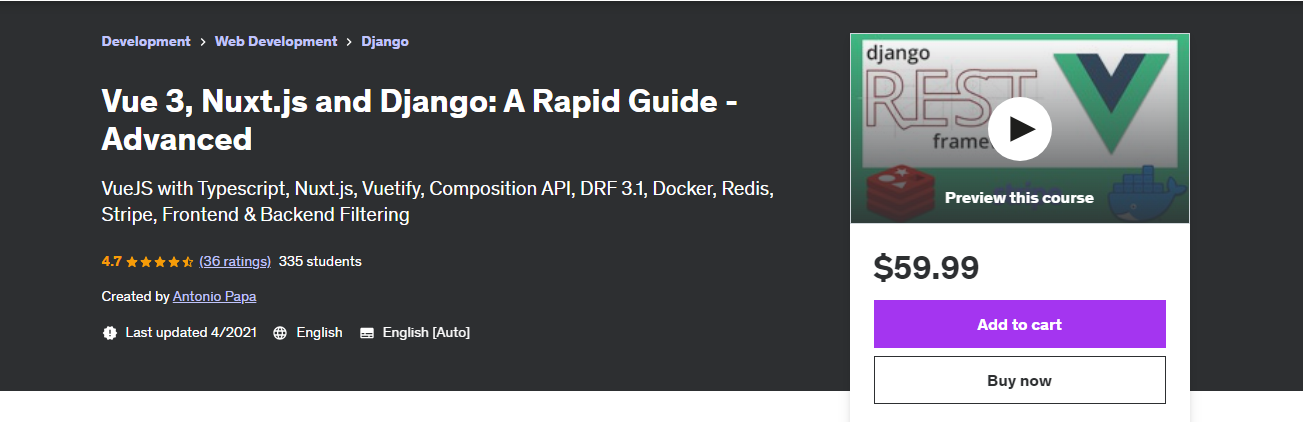 Development > Web Development > Django
Vue 3, Nuxt.js and Django: A Rapid Guide -
Advanced
VueJS with Typescript, Nuxt.js, Vuetify, Composition API, DRF 3.1, Docker, Redis,
Stripe, Frontend & Backend Filtering
4.7 (36 ratings) 335 students
Created by Antonio Papa
Last updated 4/2021 English English [Auto]
django
REST
frame
Preview this course
$59.99
Add to cart
Buy now